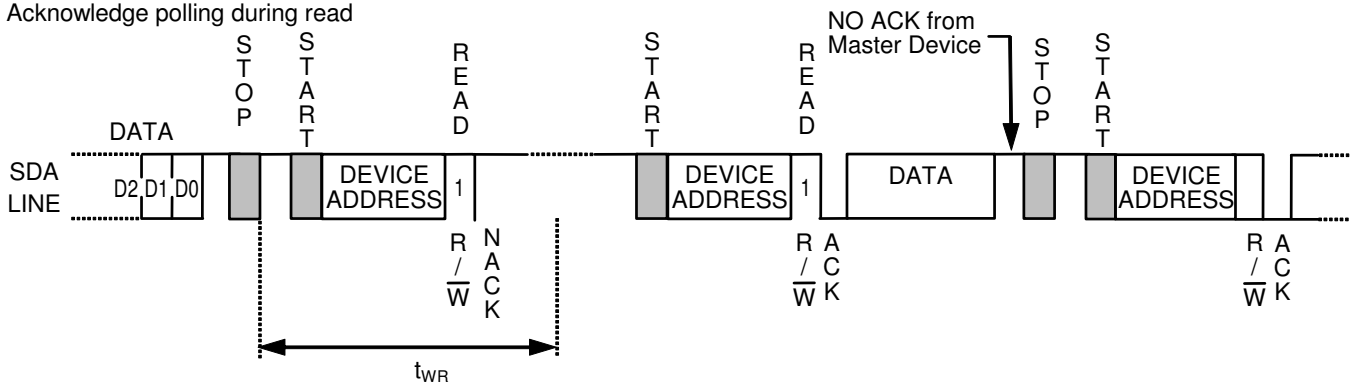 Acknowledge polling during read
NO ACK from
Master Device
STOP
START
READ
START
READ
STOP
START
DATA
SDA
LINE
D2 D1 D0
DEVICE
ADDRESS
1
DEVICE
ADDRESS
1
DATA
DEVICE
ADDRESS
R/W̅
NACK
R/W̅
ACK
R/W̅
ACK
tWR